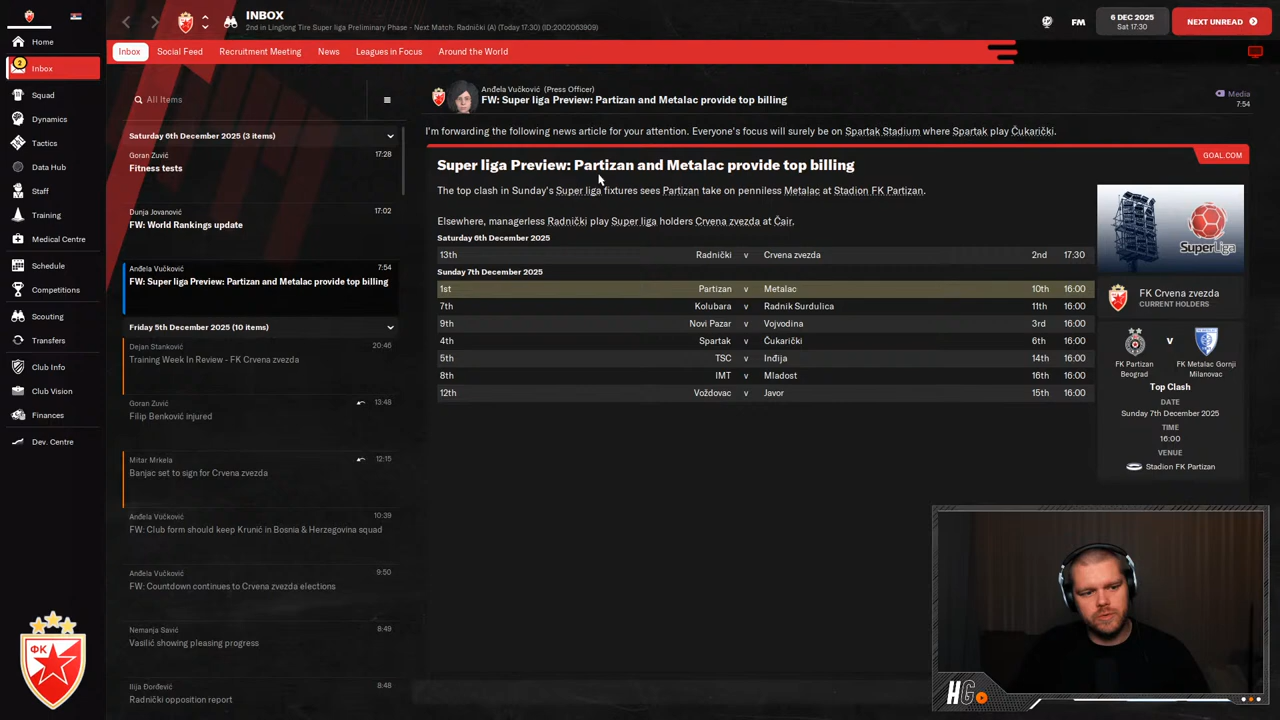 INBOX
2nd in Linglong Tire Super liga Preliminary Phase - Next Match: Radnički (A) (Today 17:30) (ID:2002063909)
FM
6 DEC 2025
Sat 17:30
NEXT UNREAD
Home
2
Inbox
Squad
Dynamics
Tactics
Data Hub
Staff
Training
Medical Centre
Schedule
Competitions
Scouting
Transfers
Club Info
Club Vision
Finances
Dev. Centre
ФК
Inbox
Social Feed
Recruitment Meeting
News
Leagues in Focus
Around the World
All Items
Saturday 6th December 2025 (3 items)
Goran Zuvić 17:28
Fitness tests
Dunja Jovanović 17:02
FW: World Rankings update
Anđela Vučković 7:54
FW: Super liga Preview: Partizan and Metalac provide top billing
Friday 5th December 2025 (10 items)
Dejan Stanković 20:46
Training Week In Review - FK Crvena zvezda
Goran Zuvić 13:48
Filip Benković injured
Mitar Mrkela 12:15
Banjac set to sign for Crvena zvezda
Anđela Vučković 10:39
FW: Club form should keep Krunić in Bosnia & Herzegovina squad
Anđela Vučković 9:50
FW: Countdown continues to Crvena zvezda elections
Nemanja Savić 8:49
Vasilić showing pleasing progress
Ilija Đorđević 8:48
Radnički opposition report
Anđela Vučković (Press Officer)
FW: Super liga Preview: Partizan and Metalac provide top billing
Media
7:54
I'm forwarding the following news article for your attention. Everyone's focus will surely be on Spartak Stadium where Spartak play Čukarički.
Super liga Preview: Partizan and Metalac provide top billing
GOAL.COM
The top clash in Sunday's Super liga fixtures sees Partizan take on penniless Metalac at Stadion FK Partizan.
Elsewhere, managerless Radnički play Super liga holders Crvena zvezda at Čair.
Saturday 6th December 2025
13th Radnički v Crvena zvezda 2nd 17:30
Sunday 7th December 2025
1st Partizan v Metalac 10th 16:00
7th Kolubara v Radnik Surdulica 11th 16:00
9th Novi Pazar v Vojvodina 3rd 16:00
4th Spartak v Čukarički 6th 16:00
5th TSC v Inđija 14th 16:00
8th IMT v Mladost 16th 16:00
12th Voždovac v Javor 15th 16:00
SuperLiga
FK Crvena zvezda
CURRENT HOLDERS
v
FK Partizan
Beograd
FK Metalac Gornji
Milanovac
Top Clash
DATE
Sunday 7th December 2025
TIME
16:00
VENUE
Stadion FK Partizan
HG